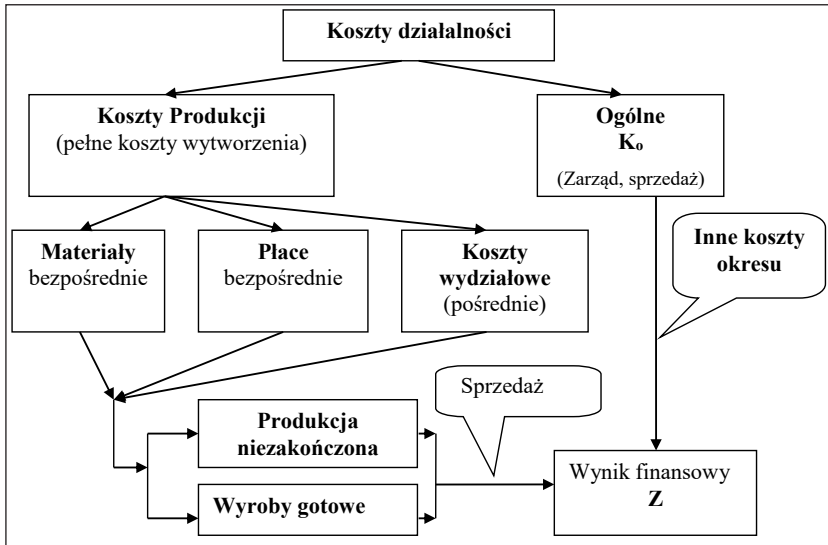 Koszty działalności
Koszty Produkcji
(pełne koszty wytworzenia)
Ogólne
Kₒ
(Zarząd, sprzedaż)
Materiały
bezpośrednie
Płace
bezpośrednie
Koszty
wydziałowe
(pośrednie)
Inne koszty
okresu
Sprzedaż
Produkcja
niezakończona
Wyroby gotowe
Wynik finansowy
Z